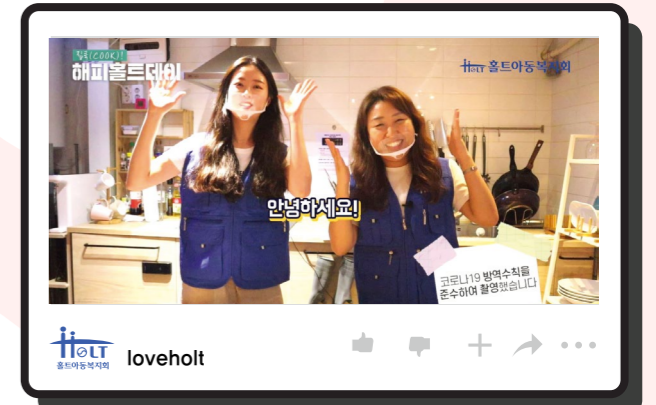 킬로(COOK)!
해피홀트데이
HOLT 홀트아동복지회
안녕하세요!
코로나19 방역수칙을
준수하여 촬영했습니다
HOLT
홀트아동복지회
loveholt